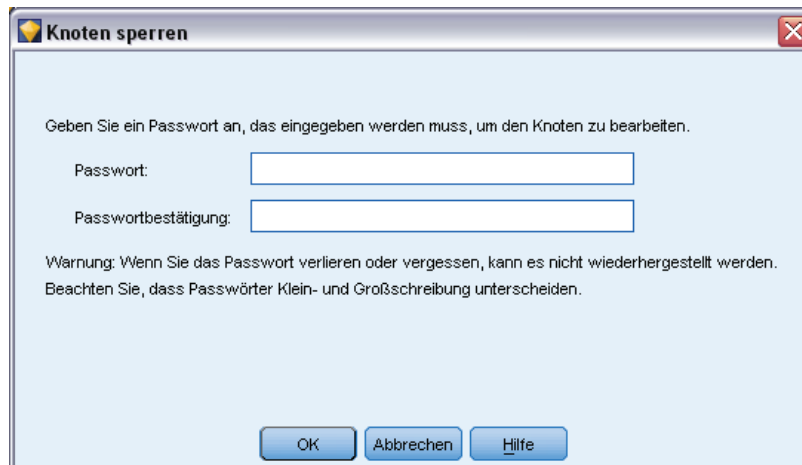 Knoten sperren
Geben Sie ein Passwort an, das eingegeben werden muss, um den Knoten zu bearbeiten.
Passwort:
Passwortbestätigung:
Warnung: Wenn Sie das Passwort verlieren oder vergessen, kann es nicht wiederhergestellt werden.
Beachten Sie, dass Passwörter Klein- und Großschreibung unterscheiden.
OK Abbrechen Hilfe